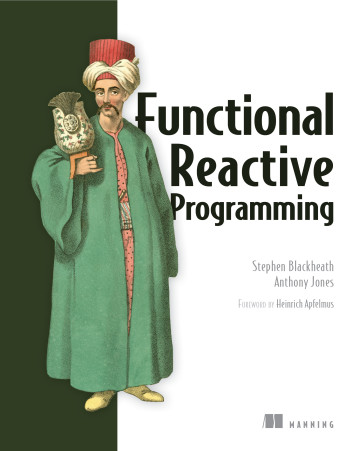 Functional
Reactive
Programming
Stephen Blackheath
Anthony Jones
FOREWORD BY Heinrich Apfelmus
MANNING